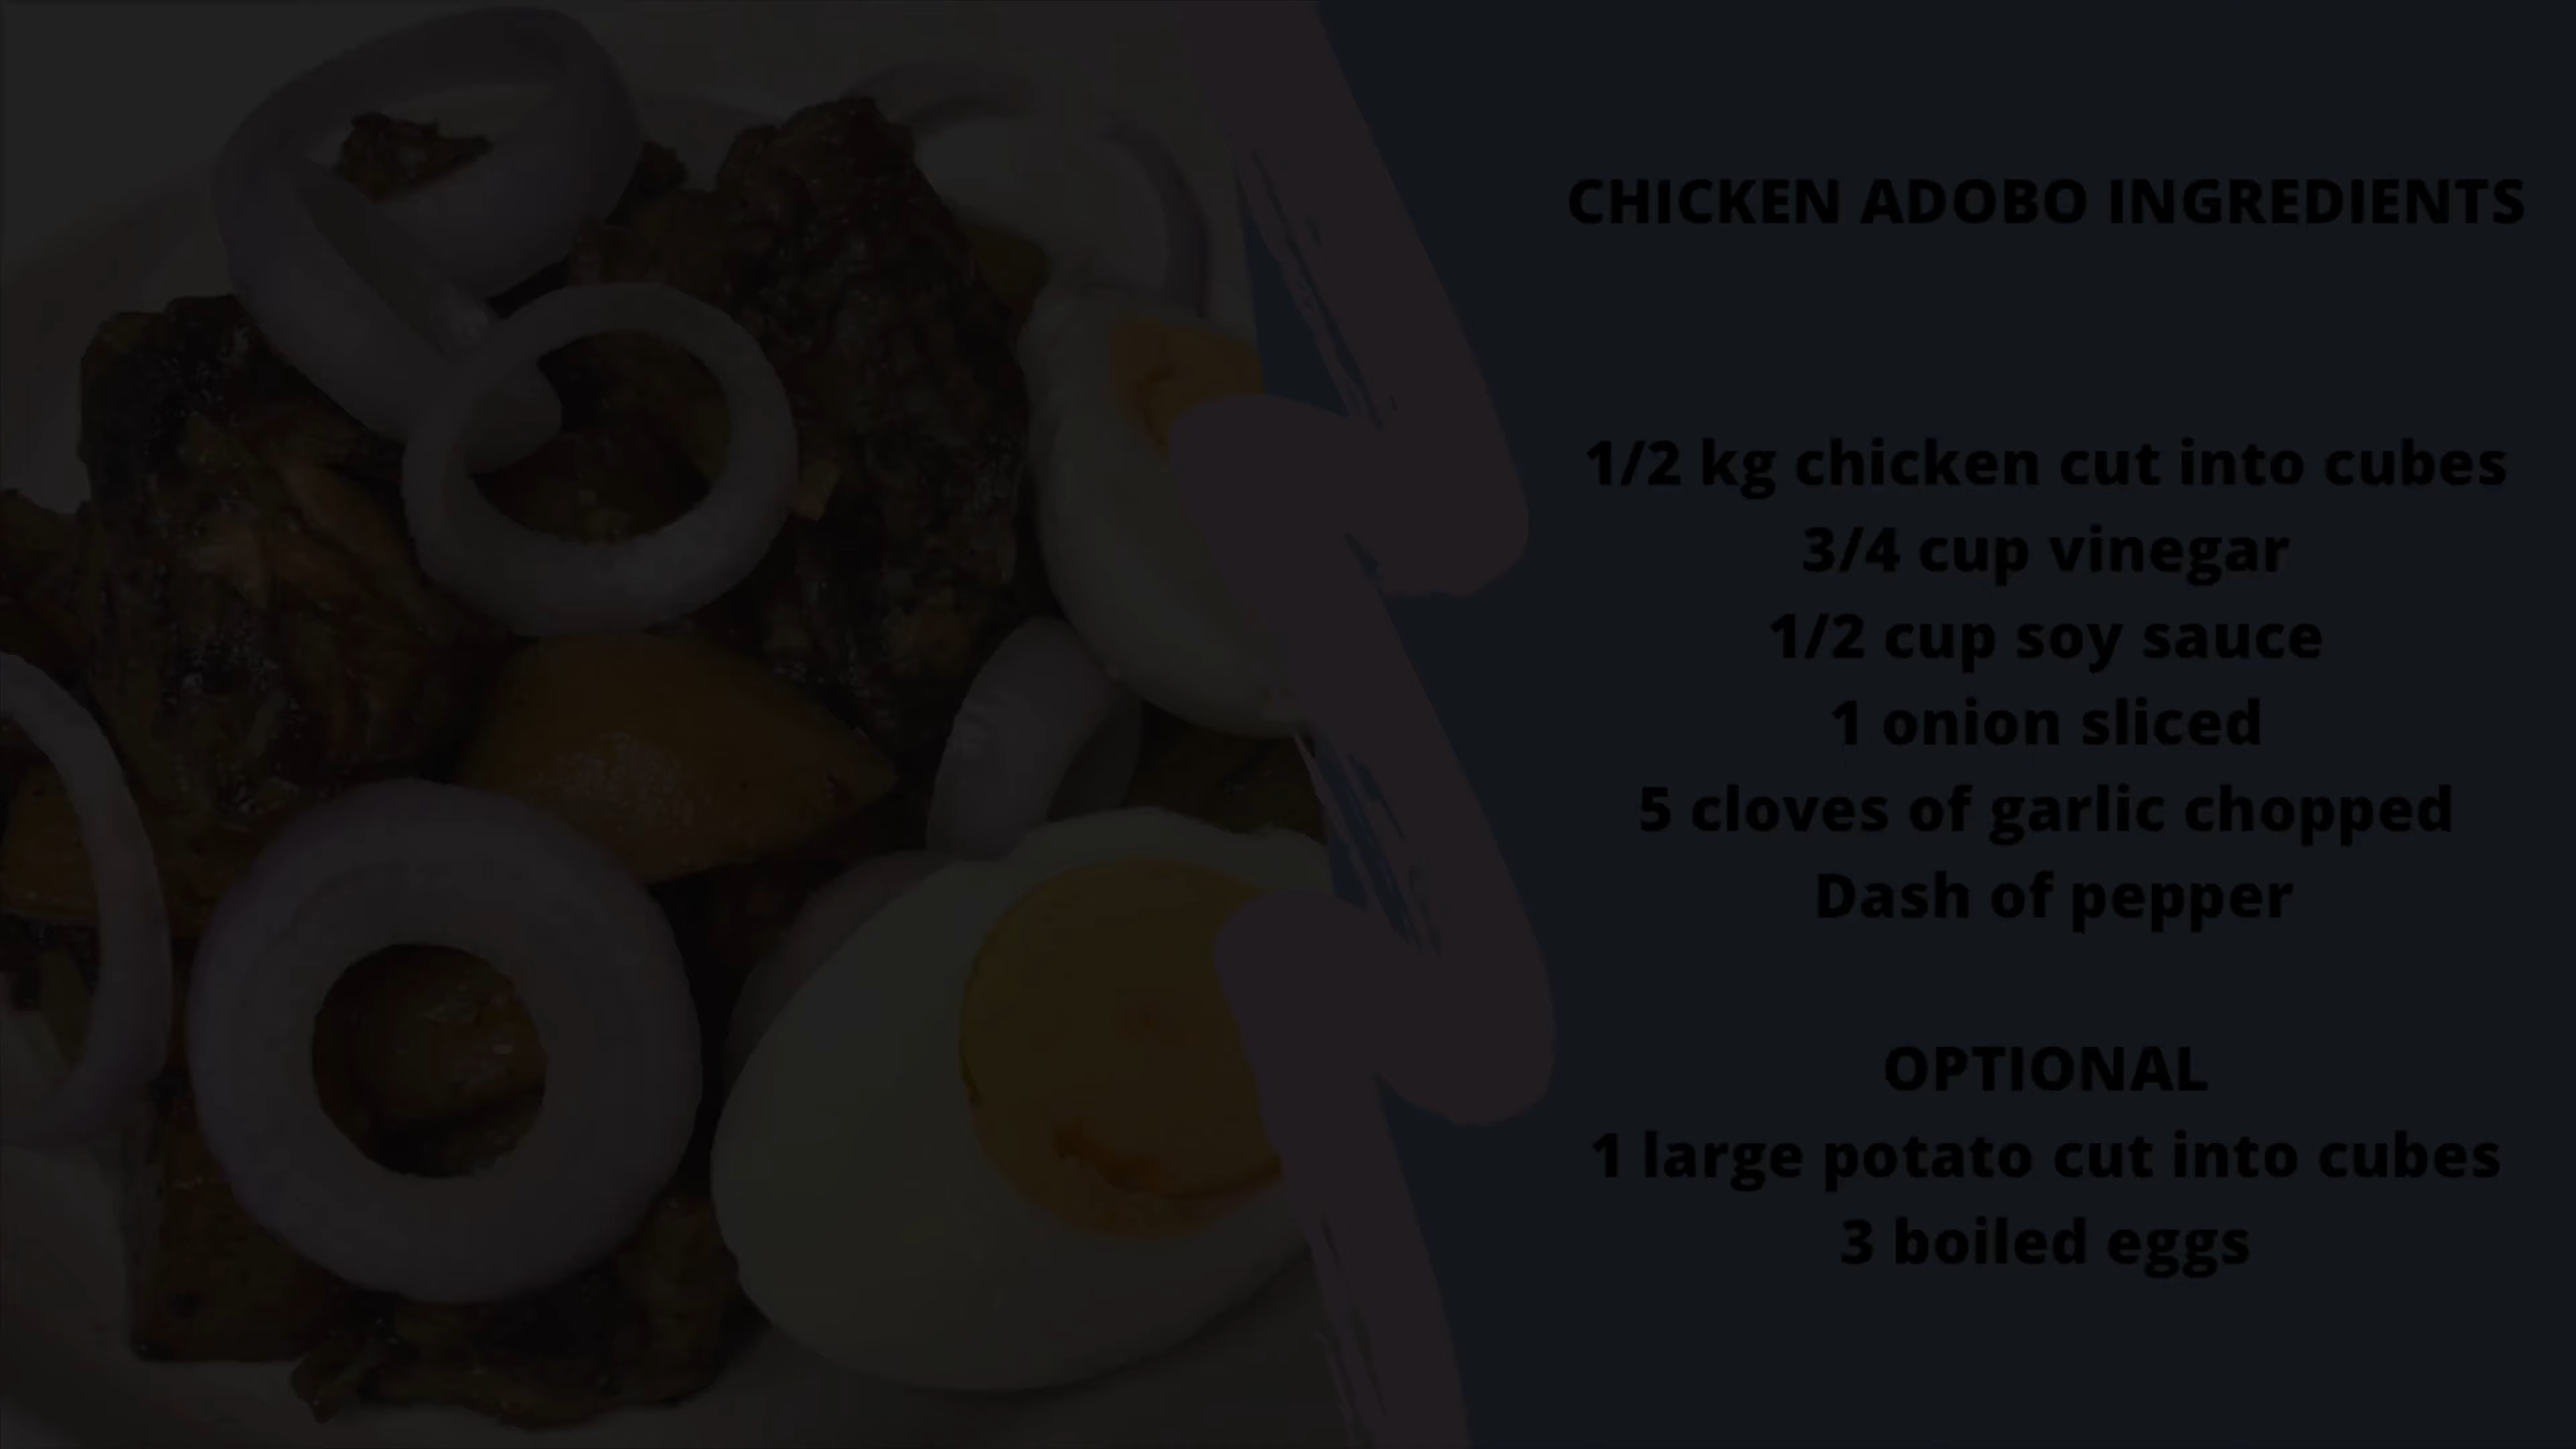 CHICKEN ADOBO INGREDIENTS
1/2 kg chicken cut into cubes
3/4 cup vinegar
1/2 cup soy sauce
1 onion sliced
5 cloves of garlic chopped
Dash of pepper
OPTIONAL
1 large potato cut into cubes
3 boiled eggs